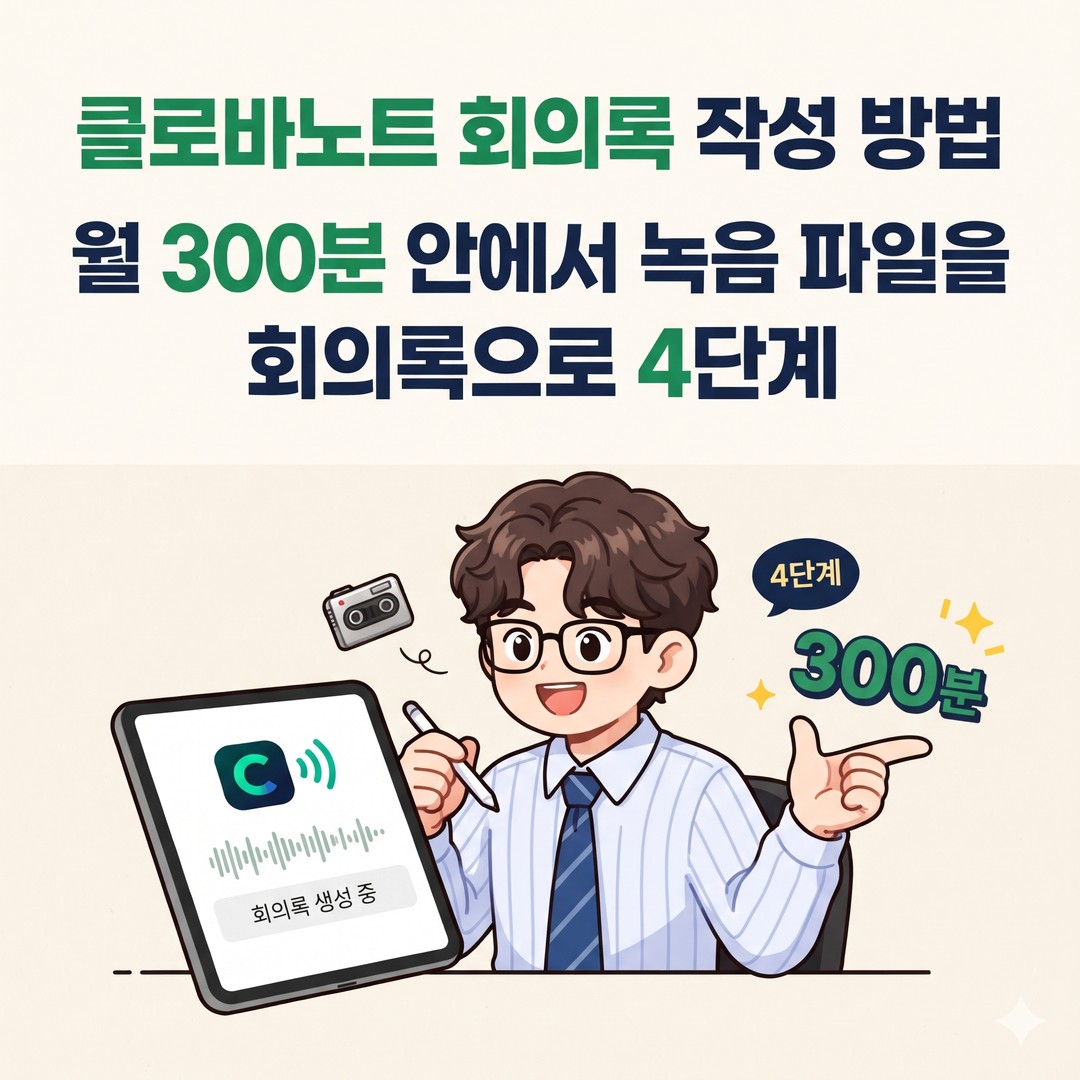 클로바노트 회의록 작성 방법
월 300분 안에서 녹음 파일을
회의록으로 4단계
4단계
300분
C
회의록 생성 중